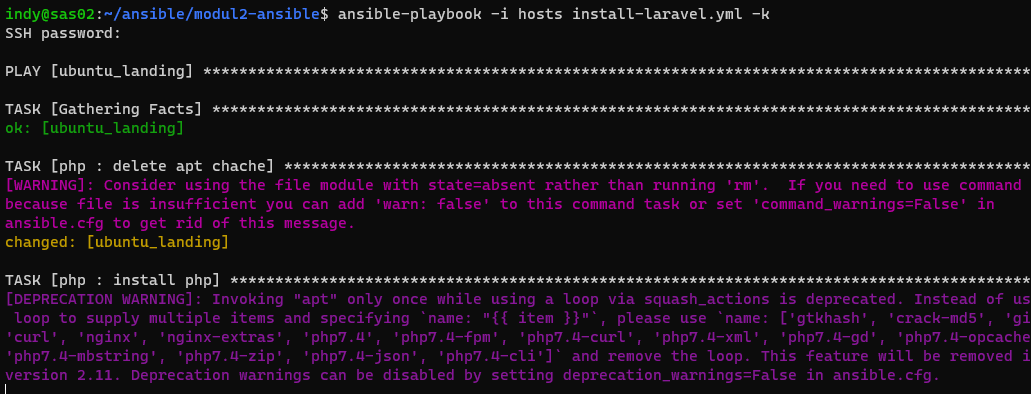 indy@sas02:~/ansible/modul2-ansible$ ansible-playbook -i hosts install-laravel.yml -k
SSH password:
PLAY [ubuntu_landing] ********************************************************************************************
TASK [Gathering Facts] *******************************************************************************************
ok: [ubuntu_landing]
TASK [php : delete apt chache] ***********************************************************************************
[WARNING]: Consider using the file module with state=absent rather than running 'rm'.  If you need to use command
because file is insufficient you can add 'warn: false' to this command task or set 'command_warnings=False' in
ansible.cfg to get rid of this message.
changed: [ubuntu_landing]
TASK [php : install php] *****************************************************************************************
[DEPRECATION WARNING]: Invoking "apt" only once while using a loop via squash_actions is deprecated. Instead of us
loop to supply multiple items and specifying `name: "{{ item }}"`, please use `name: ['gtkhash', 'crack-md5', 'gi
'curl', 'nginx', 'nginx-extras', 'php7.4', 'php7.4-fpm', 'php7.4-curl', 'php7.4-xml', 'php7.4-gd', 'php7.4-opcache
'php7.4-mbstring', 'php7.4-zip', 'php7.4-json', 'php7.4-cli']` and remove the loop. This feature will be removed i
version 2.11. Deprecation warnings can be disabled by setting deprecation_warnings=False in ansible.cfg.